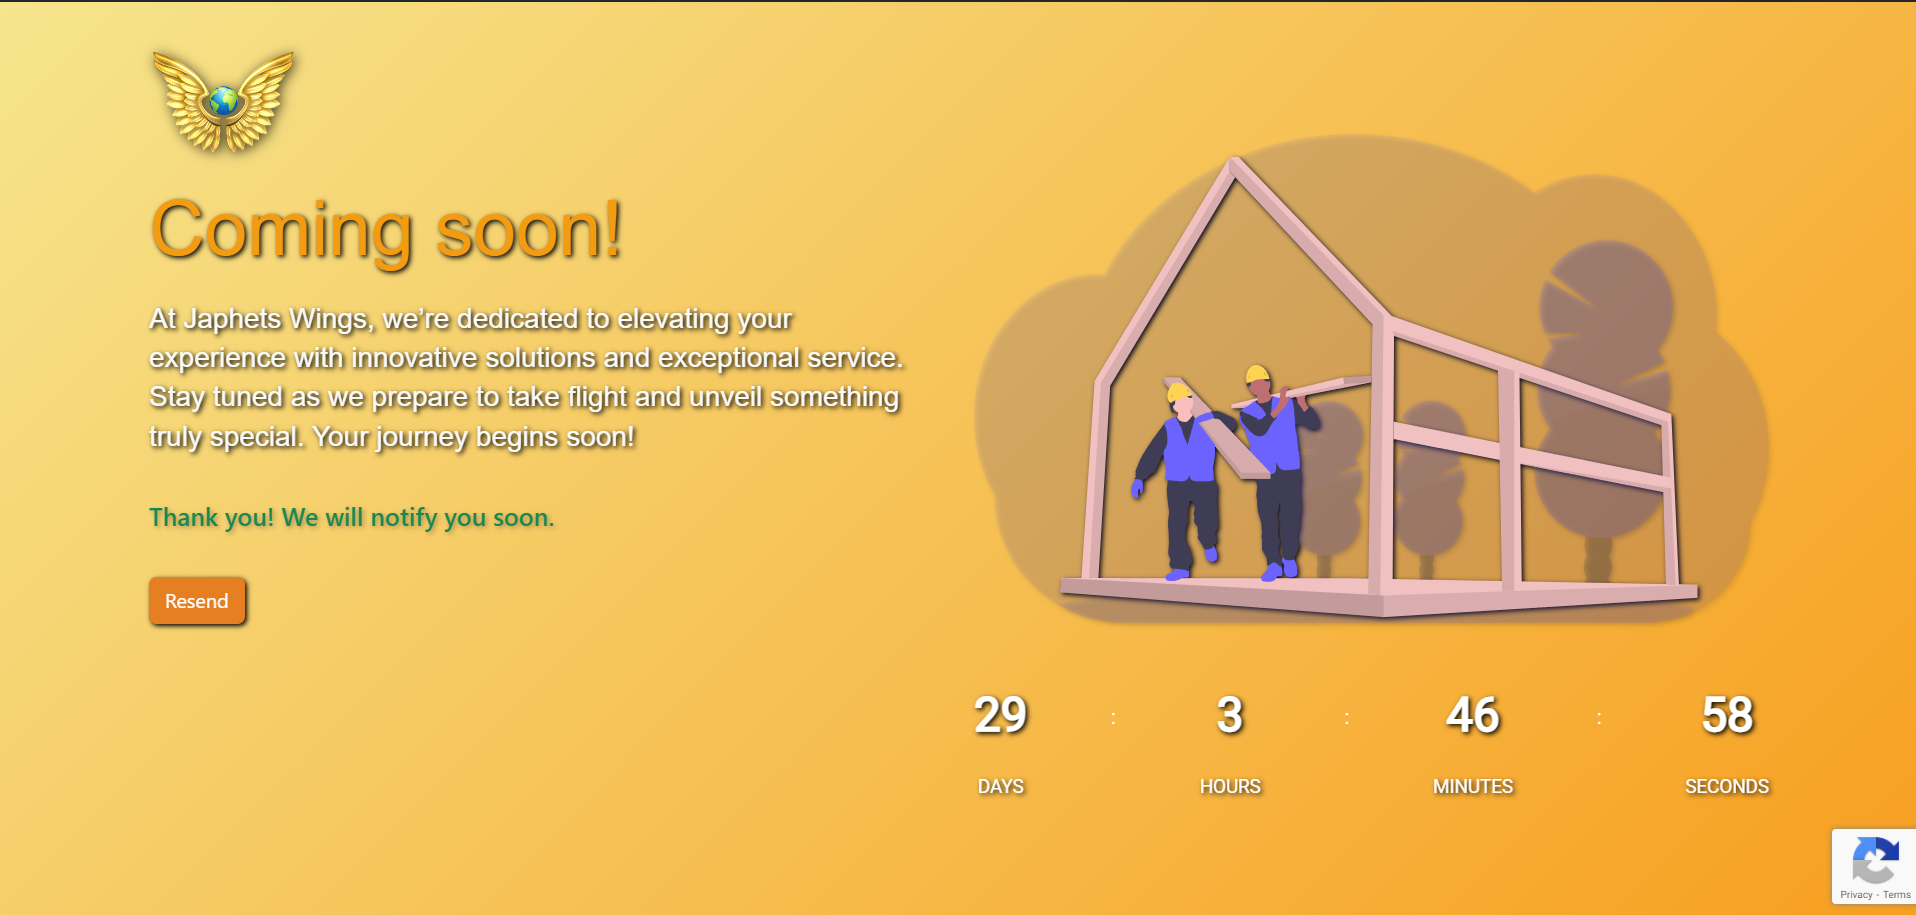 Coming soon!
At Japhets Wings, we’re dedicated to elevating your
experience with innovative solutions and exceptional service.
Stay tuned as we prepare to take flight and unveil something
truly special. Your journey begins soon!
Thank you! We will notify you soon.
Resend
29 : 3 : 46 : 58
DAYS HOURS MINUTES SECONDS
Privacy - Terms